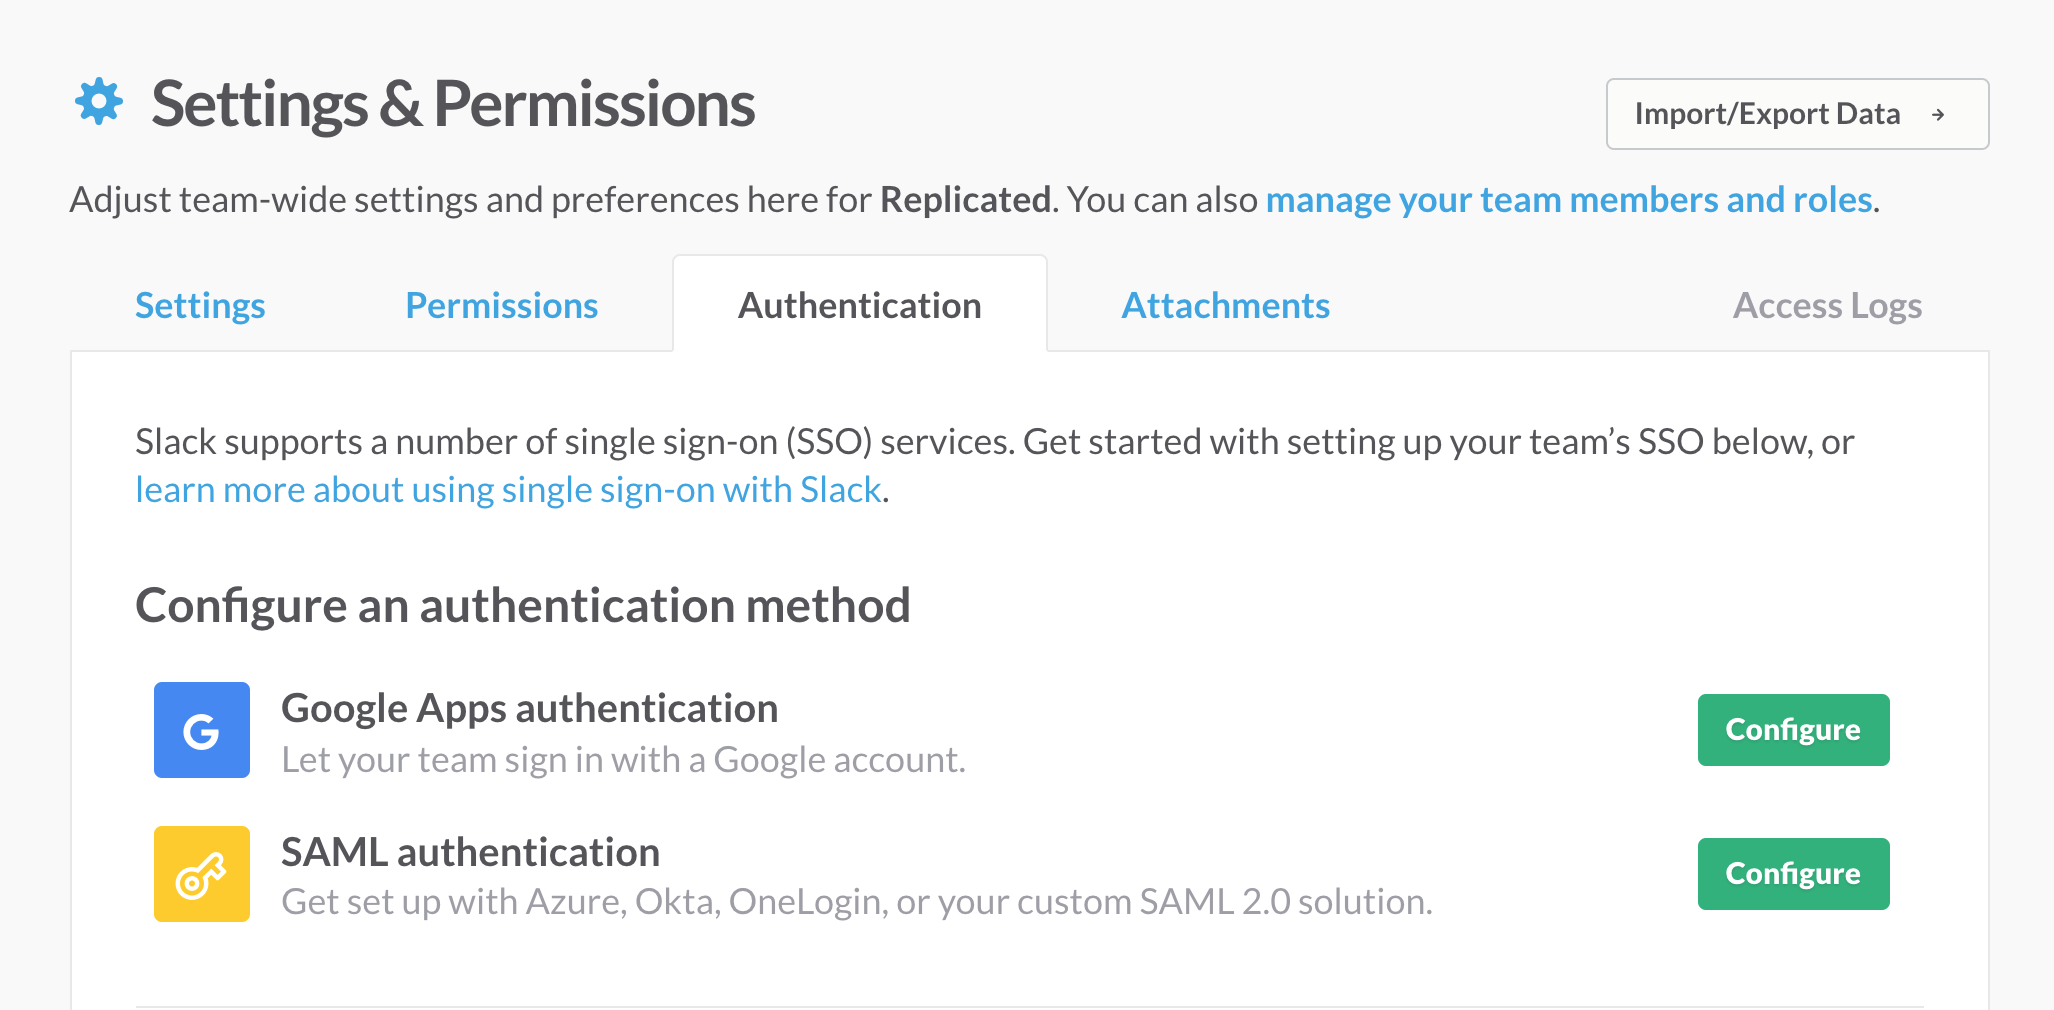 Settings & Permissions
Import/Export Data →
Adjust team-wide settings and preferences here for Replicated. You can also manage your team members and roles.
Settings
Permissions
Authentication
Attachments
Access Logs
Slack supports a number of single sign-on (SSO) services. Get started with setting up your team’s SSO below, or
learn more about using single sign-on with Slack.
Configure an authentication method
G
Google Apps authentication
Let your team sign in with a Google account.
Configure
SAML authentication
Get set up with Azure, Okta, OneLogin, or your custom SAML 2.0 solution.
Configure